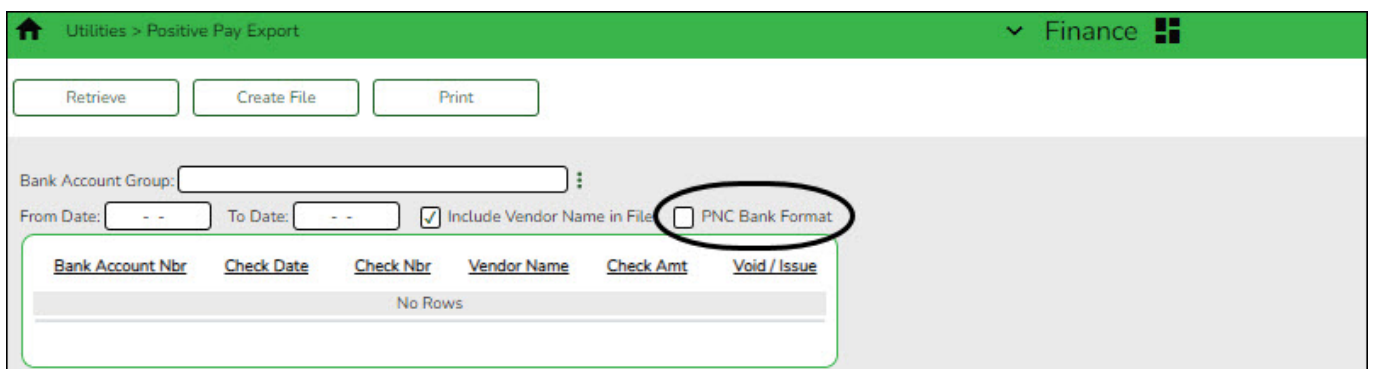 Utilities > Positive Pay Export Finance
Retrieve Create File Print
Bank Account Group:
From Date: - - To Date: - - Include Vendor Name in File PNC Bank Format
Bank Account Nbr Check Date Check Nbr Vendor Name Check Amt Void / Issue
No Rows